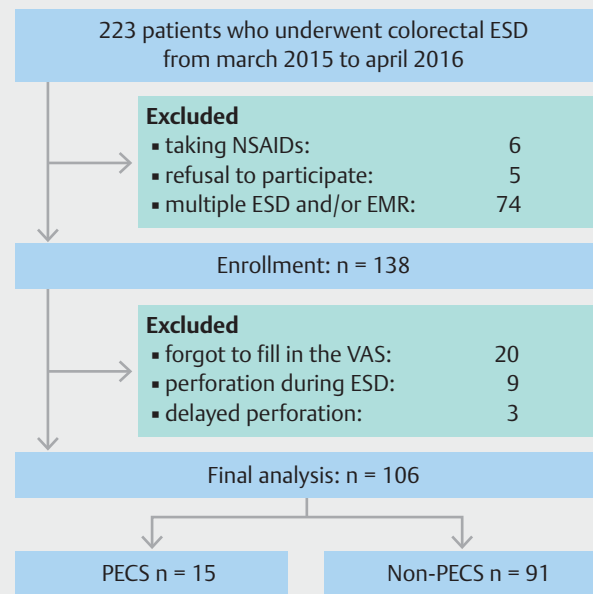 223 patients who underwent colorectal ESD
from march 2015 to april 2016
Excluded
▪ taking NSAIDs: 6
▪ refusal to participate: 5
▪ multiple ESD and/or EMR: 74
Enrollment: n = 138
Excluded
▪ forgot to fill in the VAS: 20
▪ perforation during ESD: 9
▪ delayed perforation: 3
Final analysis: n = 106
PECS n = 15
Non-PECS n = 91